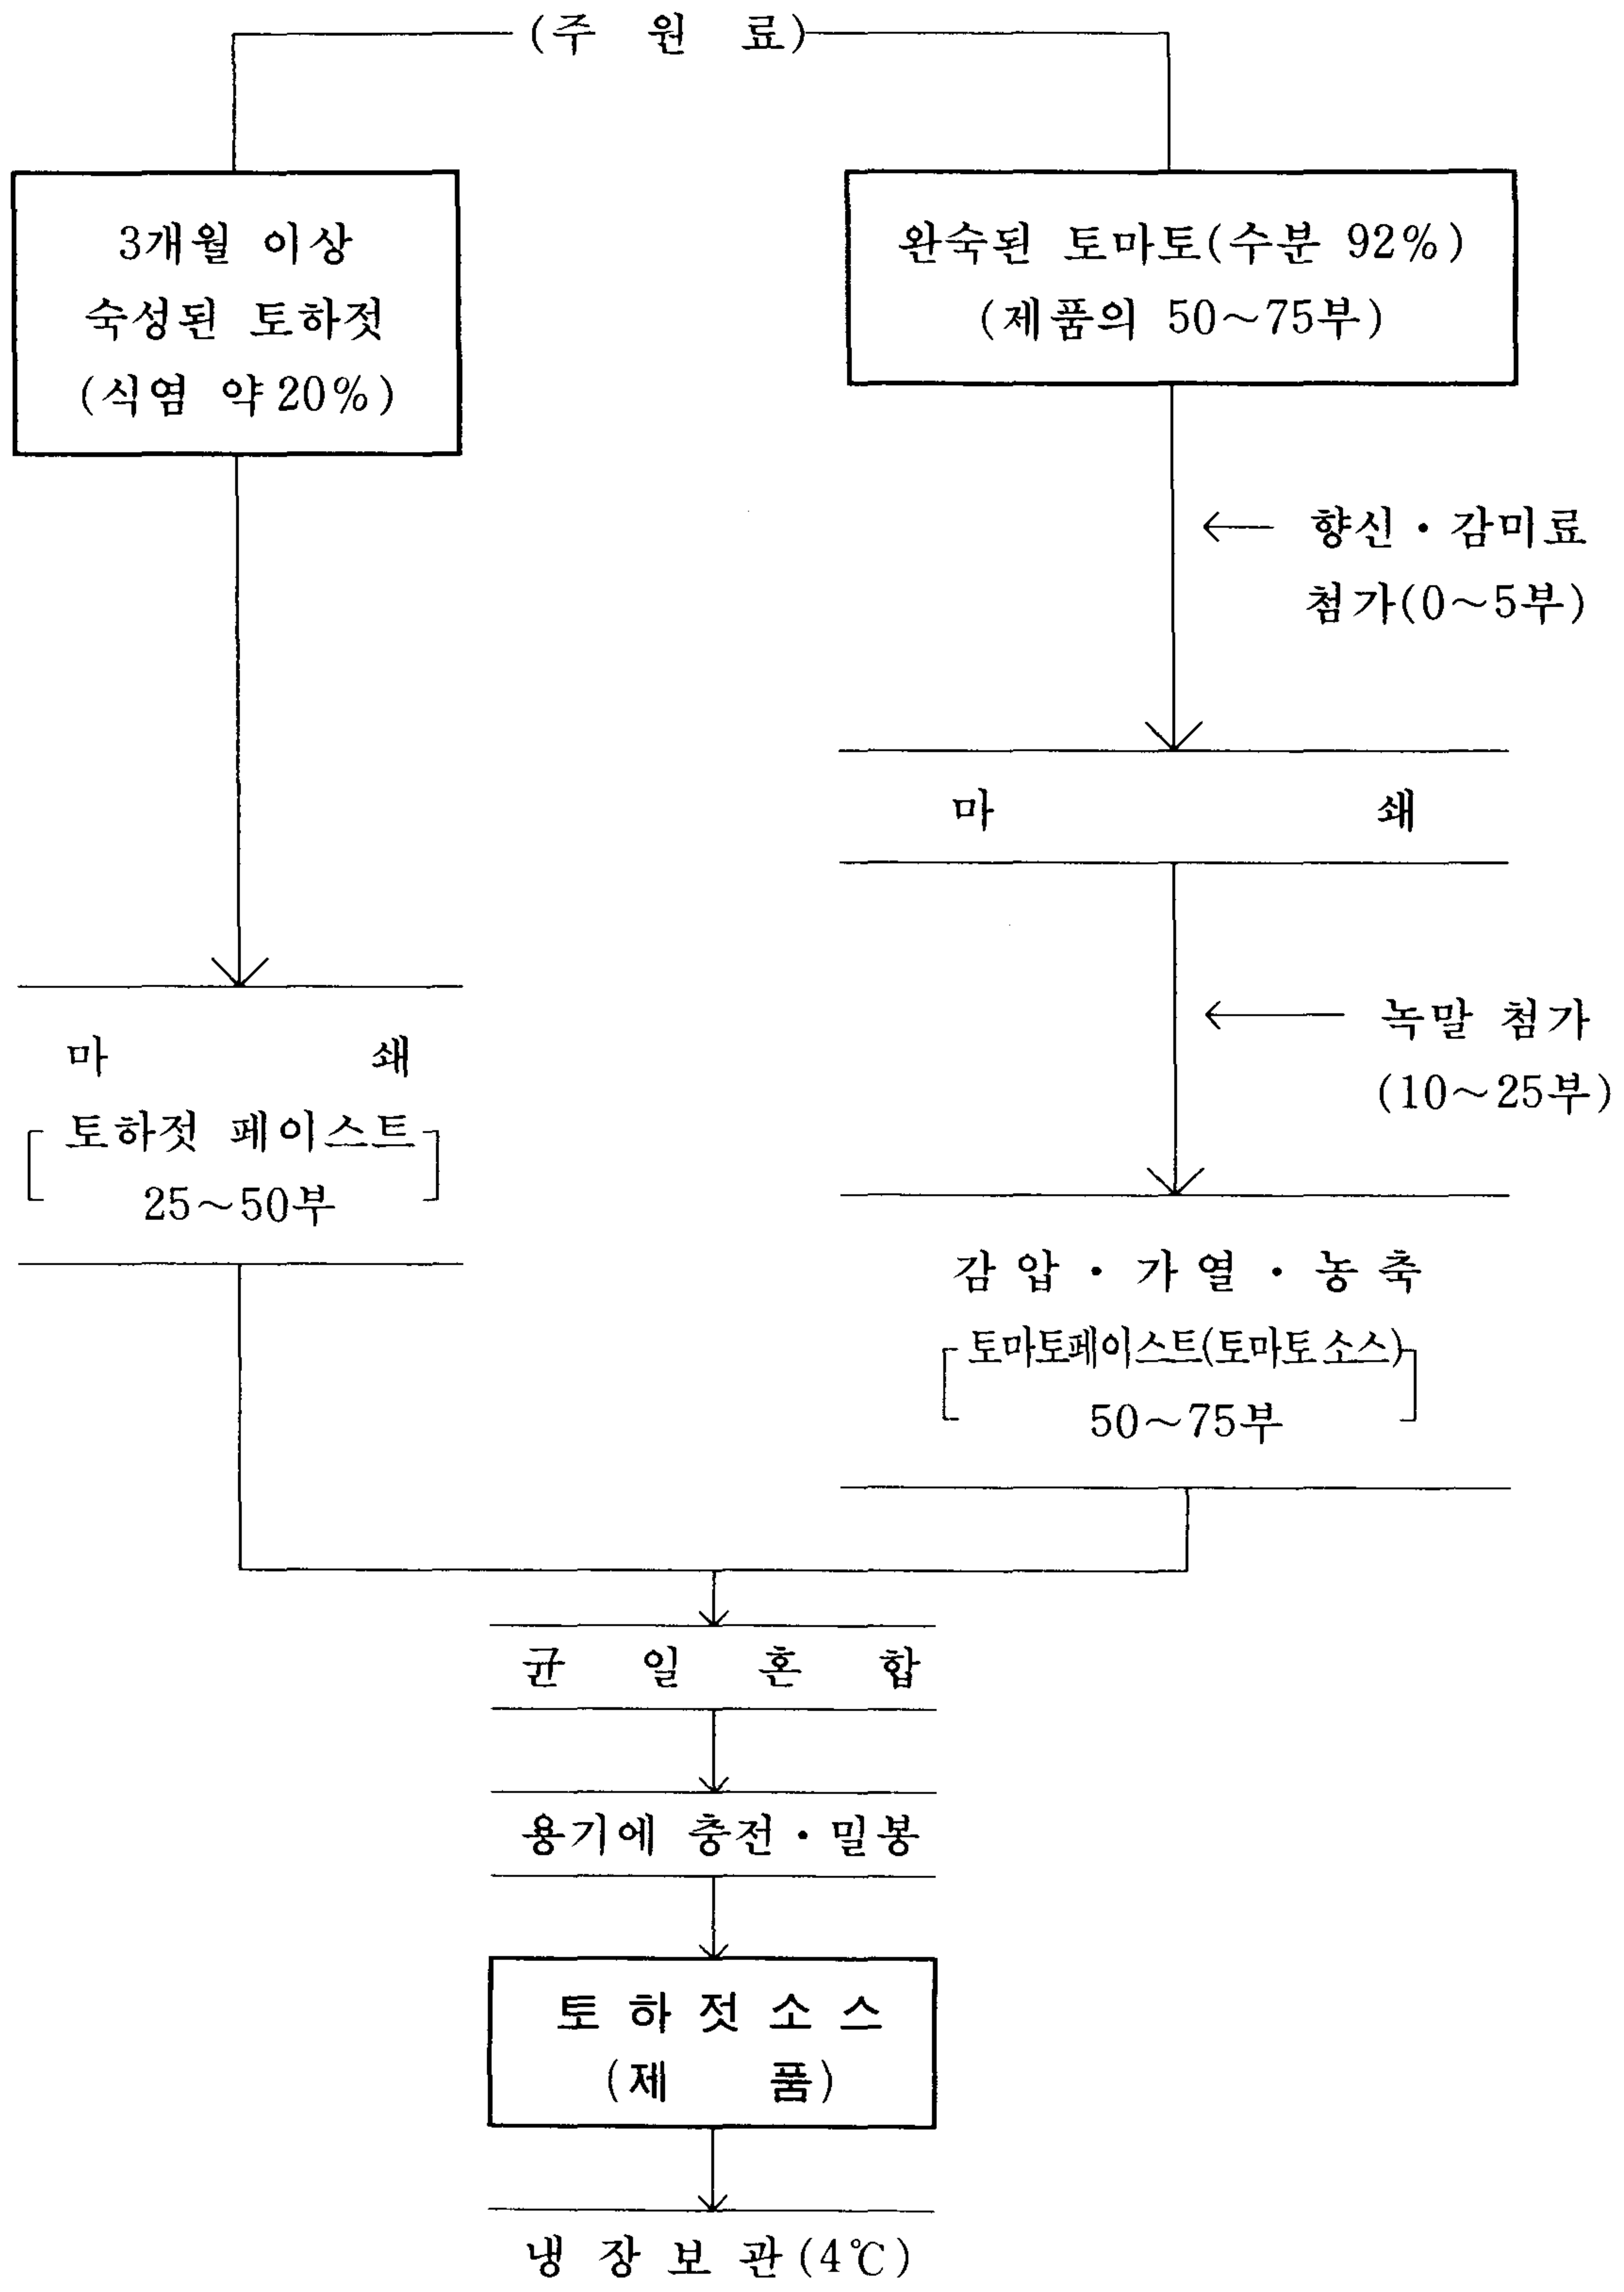 (주 원 료)
3개월 이상
숙성된 토하젓
(식염 약20%)
완숙된 토마토(수분 92%)
(제품의 50~75부)
향신·감미료
첨가(0~5부)
마 쇄
녹말 첨가
(10~25부)
마 쇄
[토하젓 페이스트]
25~50부
감압·가열·농축
[토마토페이스트(토마토소스)]
50~75부
균 일 혼 합
용기에 충전·밀봉
토하젓소스
(제 품)
냉장보관(4℃)